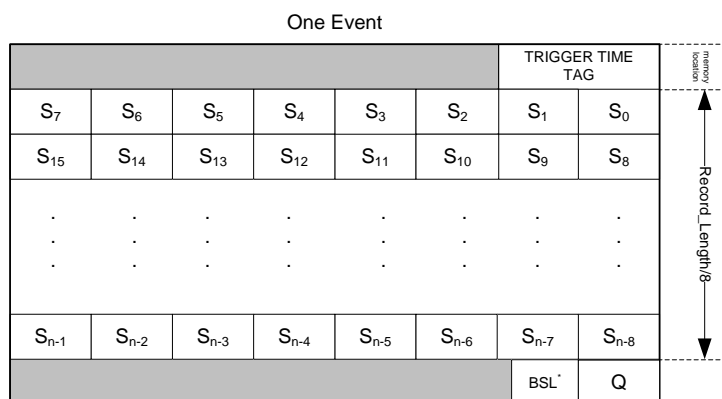 One Event
TRIGGER TIME TAG
memory location
S7 S6 S5 S4 S3 S2 S1 S0
S15 S14 S13 S12 S11 S10 S9 S8
. . . . . . . .
. . . . . . . .
. . . . . . . .
Record_Length/8
Sn-1 Sn-2 Sn-3 Sn-4 Sn-5 Sn-6 Sn-7 Sn-8
BSL* Q